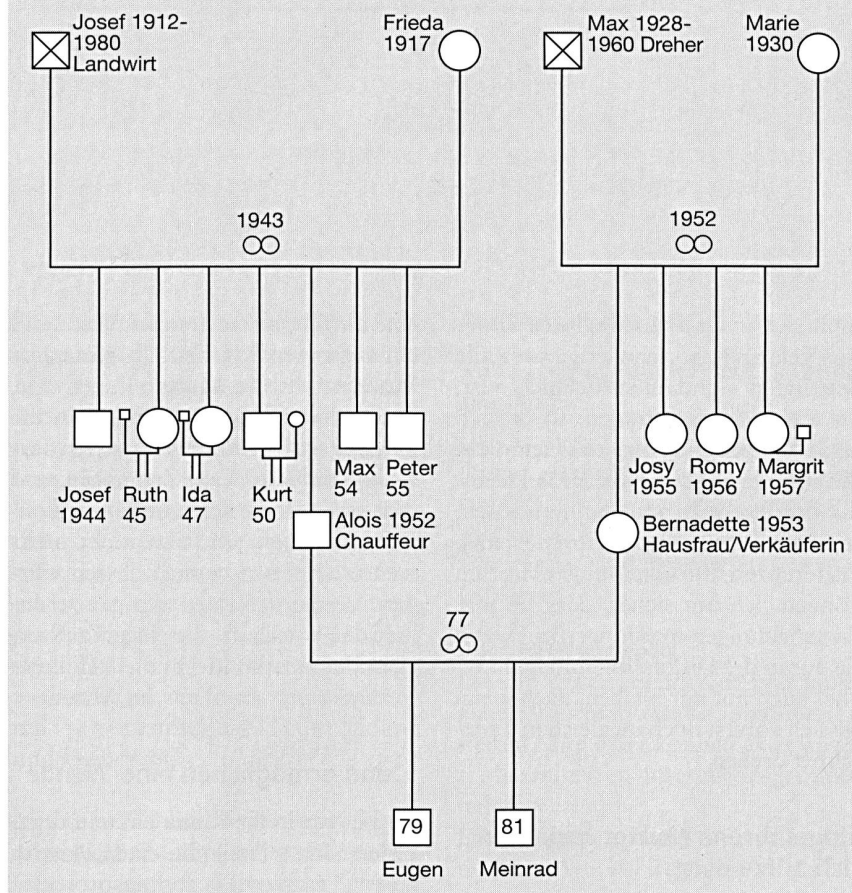 Josef 1912-
1980
Landwirt
Frieda
1917
Max 1928-
1960 Dreher
Marie
1930
1943
1952
Josef
1944
Ruth
45
Ida
47
Kurt
50
Max
54
Peter
55
Josy
1955
Romy
1956
Margrit
1957
Alois 1952
Chauffeur
Bernadette 1953
Hausfrau/Verkäuferin
77
79
81
Eugen
Meinrad